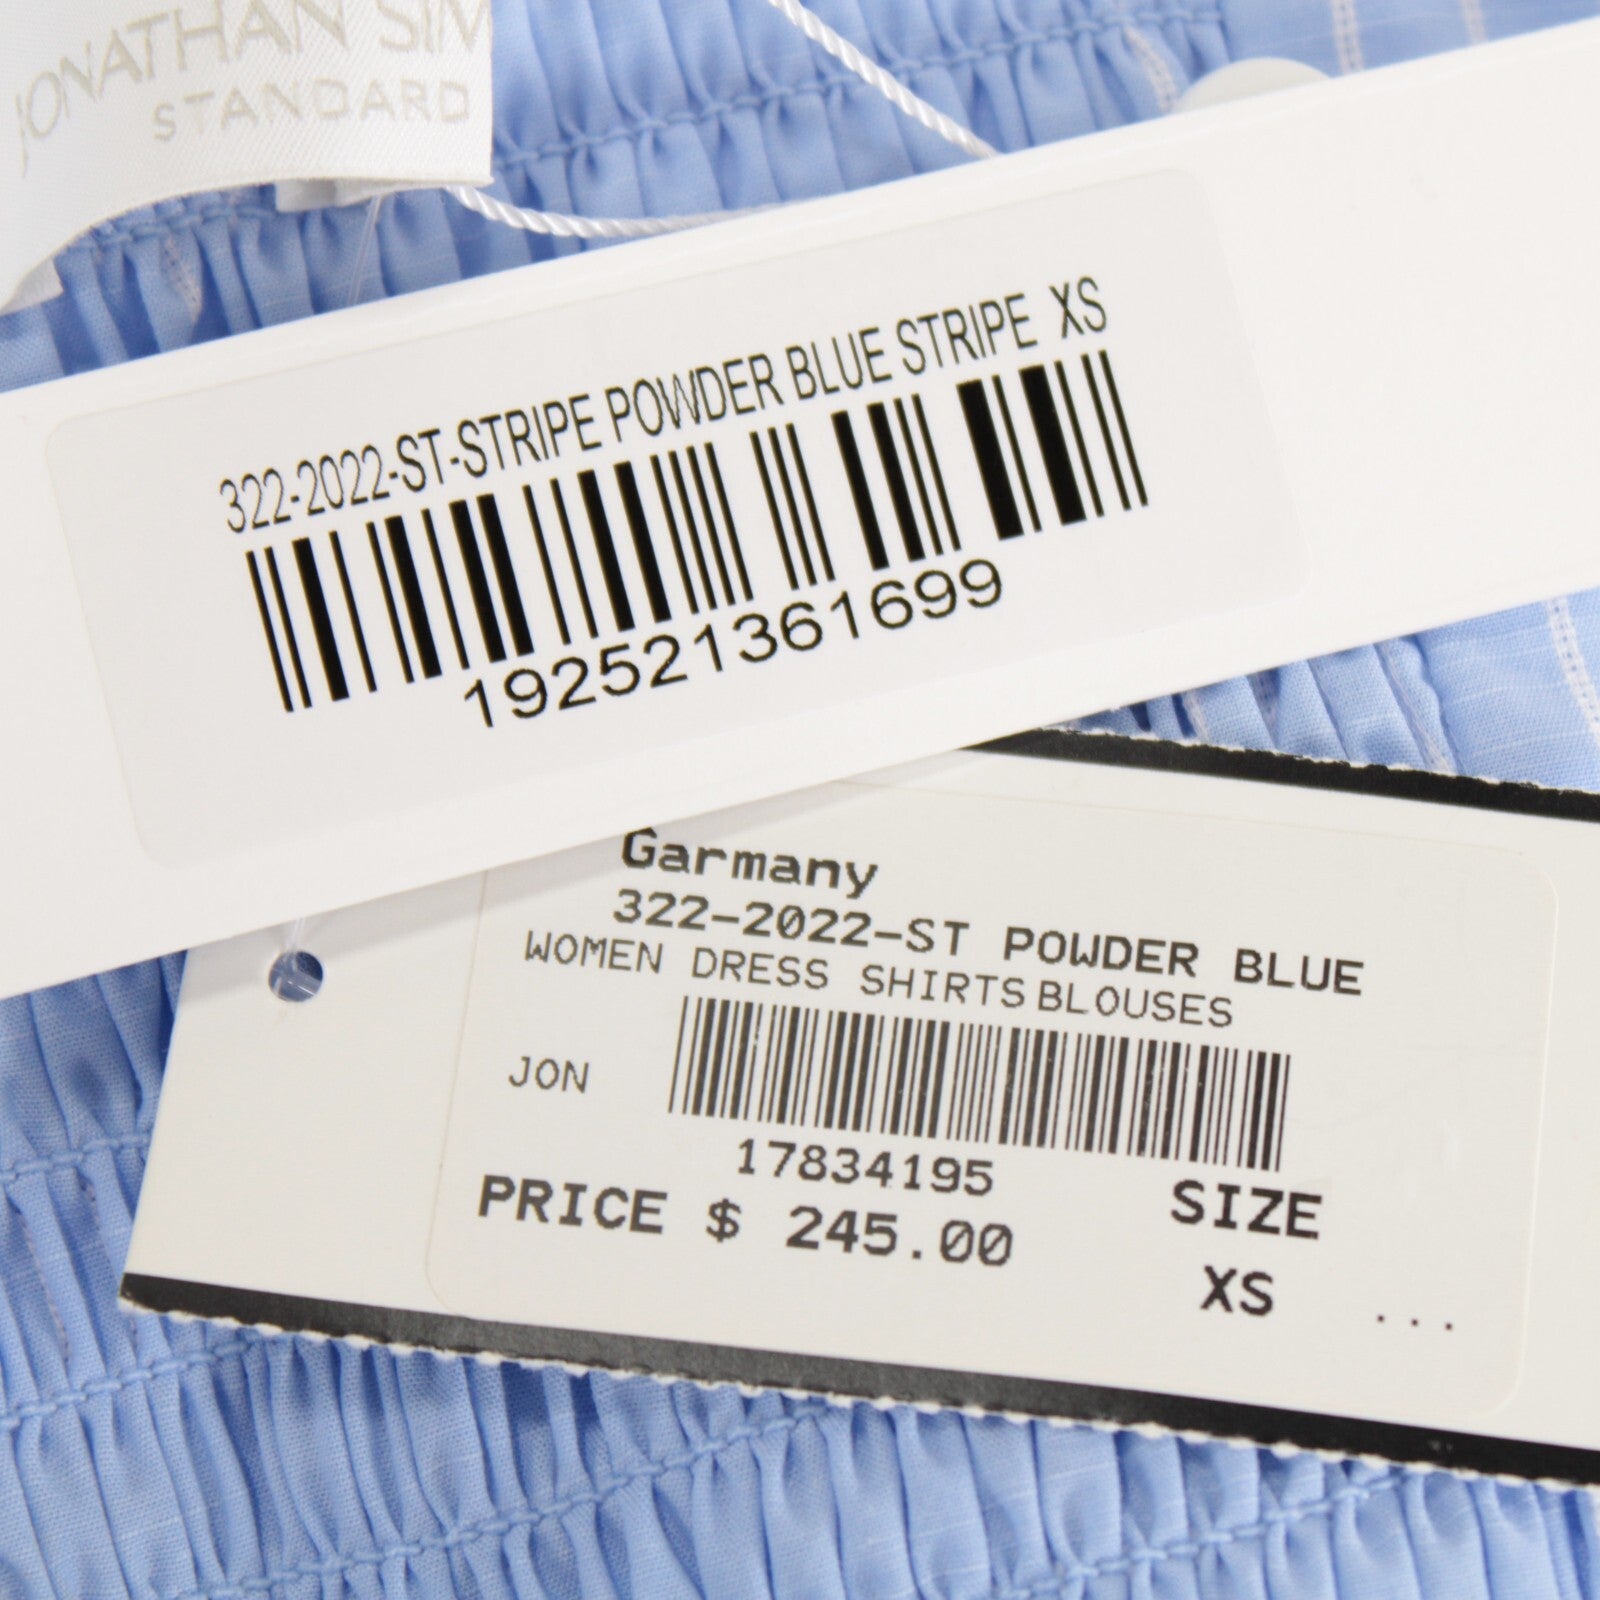 JONATHAN SIM
STANDARD
322-2022-ST-STRIPE POWDER BLUE STRIPE XS
192521361699
Garmany
322-2022-ST POWDER BLUE
WOMEN DRESS SHIRTS BLOUSES
JON
17834195
PRICE $ 245.00
SIZE
XS
...